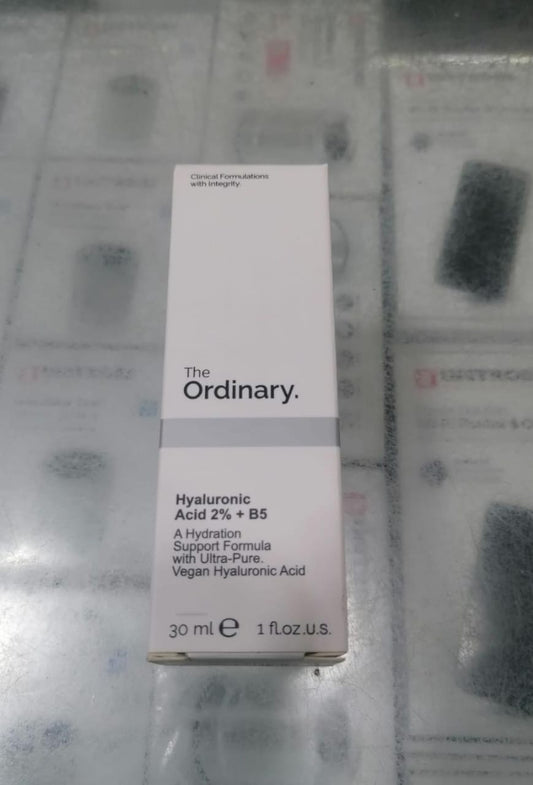 Clinical Formulations
with Integrity.
The
Ordinary.
Hyaluronic
Acid 2% + B5
A Hydration
Support Formula
with Ultra-Pure.
Vegan Hyaluronic Acid
30 ml e 1 fl.oz.U.S.